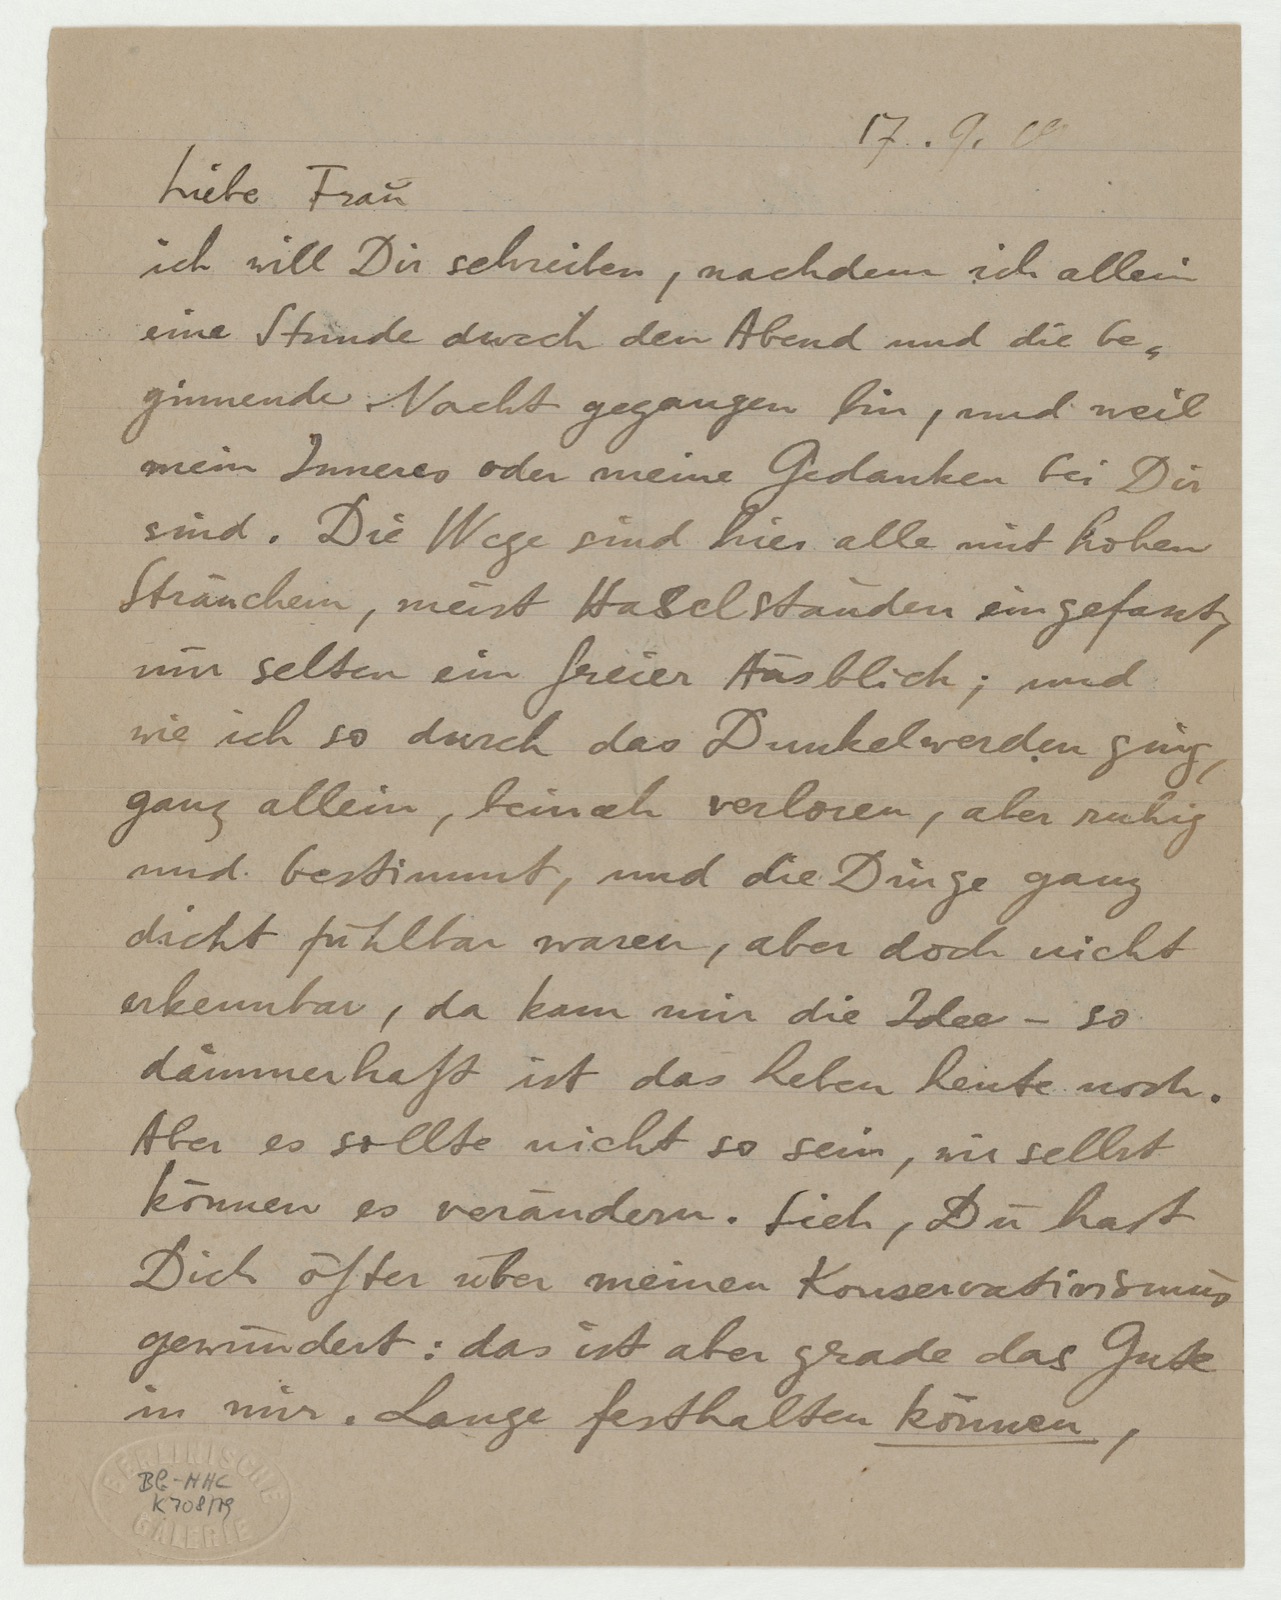 17. 9.
Liebe Frau
ich will Dir schreiben, nachdem ich allein
eine Stunde durch den Abend und die be-
ginnende Nacht gegangen bin, und weil
mein Inneres oder meine Gedanken bei Dir
sind. Die Wege sind hier alle mit hohen
Sträuchern, meist Haselstauden eingefasst,
nur selten ein freier Ausblick; und
wie ich so durch das Dunkelwerden ging,
ganz allein, beinah verloren, aber ruhig
und bestimmt, und die Dinge ganz
dicht fühlbar waren, aber doch nicht
erkennbar, da kam mir die Idee – so
dämmerhaft ist das Leben heute noch.
Aber es sollte nicht so sein, wir selbst
können es verändern. Sieh, Du hast
Dich öfter über meinen Konservativismus
gewundert: das ist aber grade das Gute
in mir. Lange festhalten können,
BERLINISCHE
BG-HHC
K 708/79
GALERIE